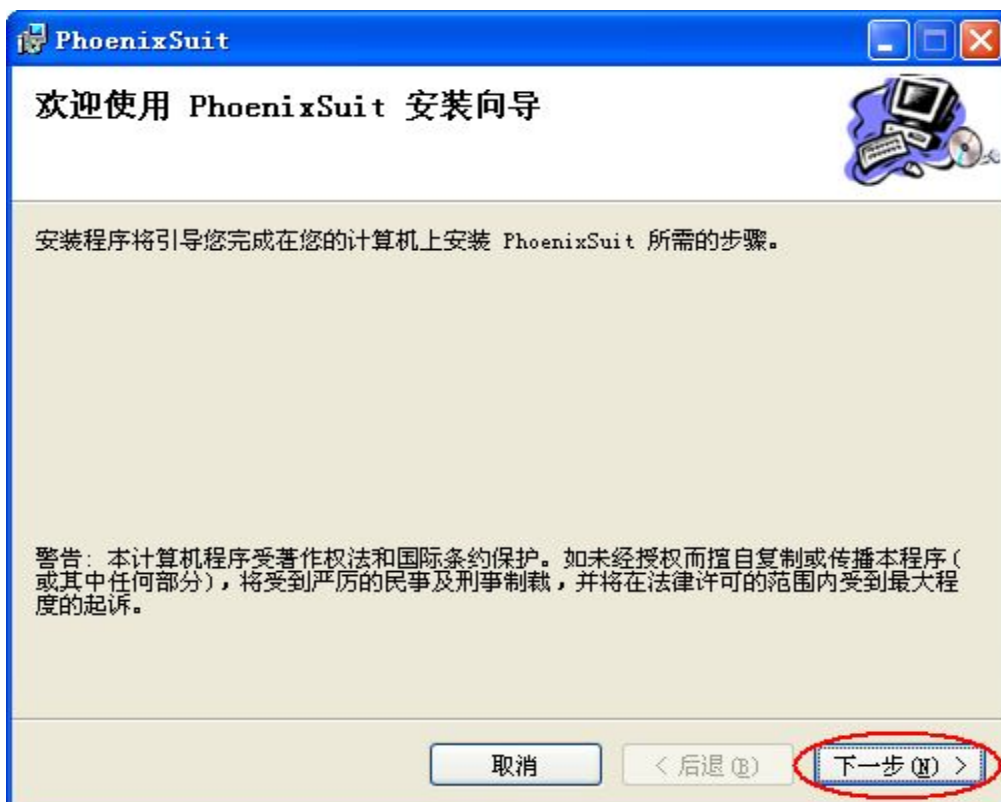 PhoenixSuit
欢迎使用 PhoenixSuit 安装向导
安装程序将引导您完成在您的计算机上安装 PhoenixSuit 所需的步骤。
警告: 本计算机程序受著作权法和国际条约保护。如未经授权而擅自复制或传播本程序(
或其中任何部分),将受到严厉的民事及刑事制裁,并将在法律许可的范围内受到最大程
度的起诉。
取消 < 后退(B) 下一步(N) >